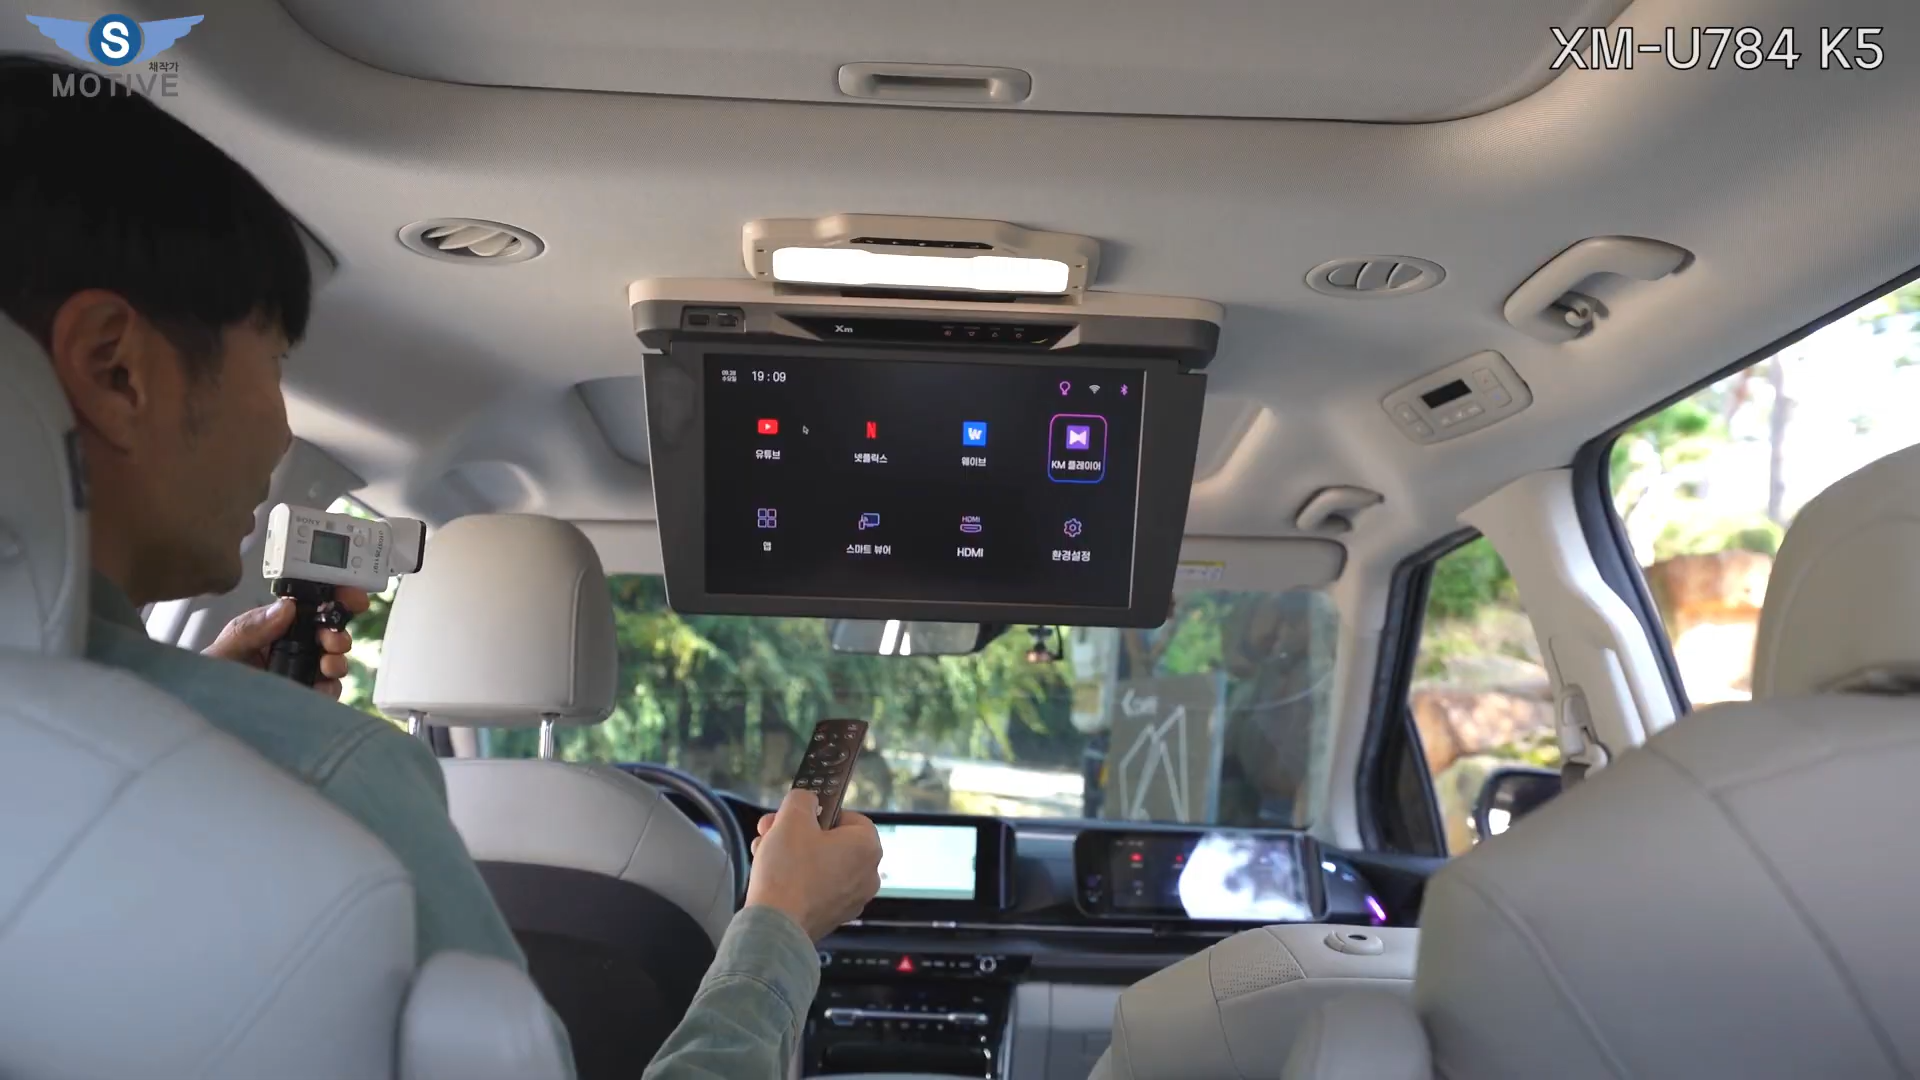 S
채작가
MOTIVE
XM-U784 K5
Xm
19 : 09
유튜브
넷플릭스
W
웨이브
KM 플레이어
앱
스마트 뷰어
HDMI
HDMI
환경설정
SONY